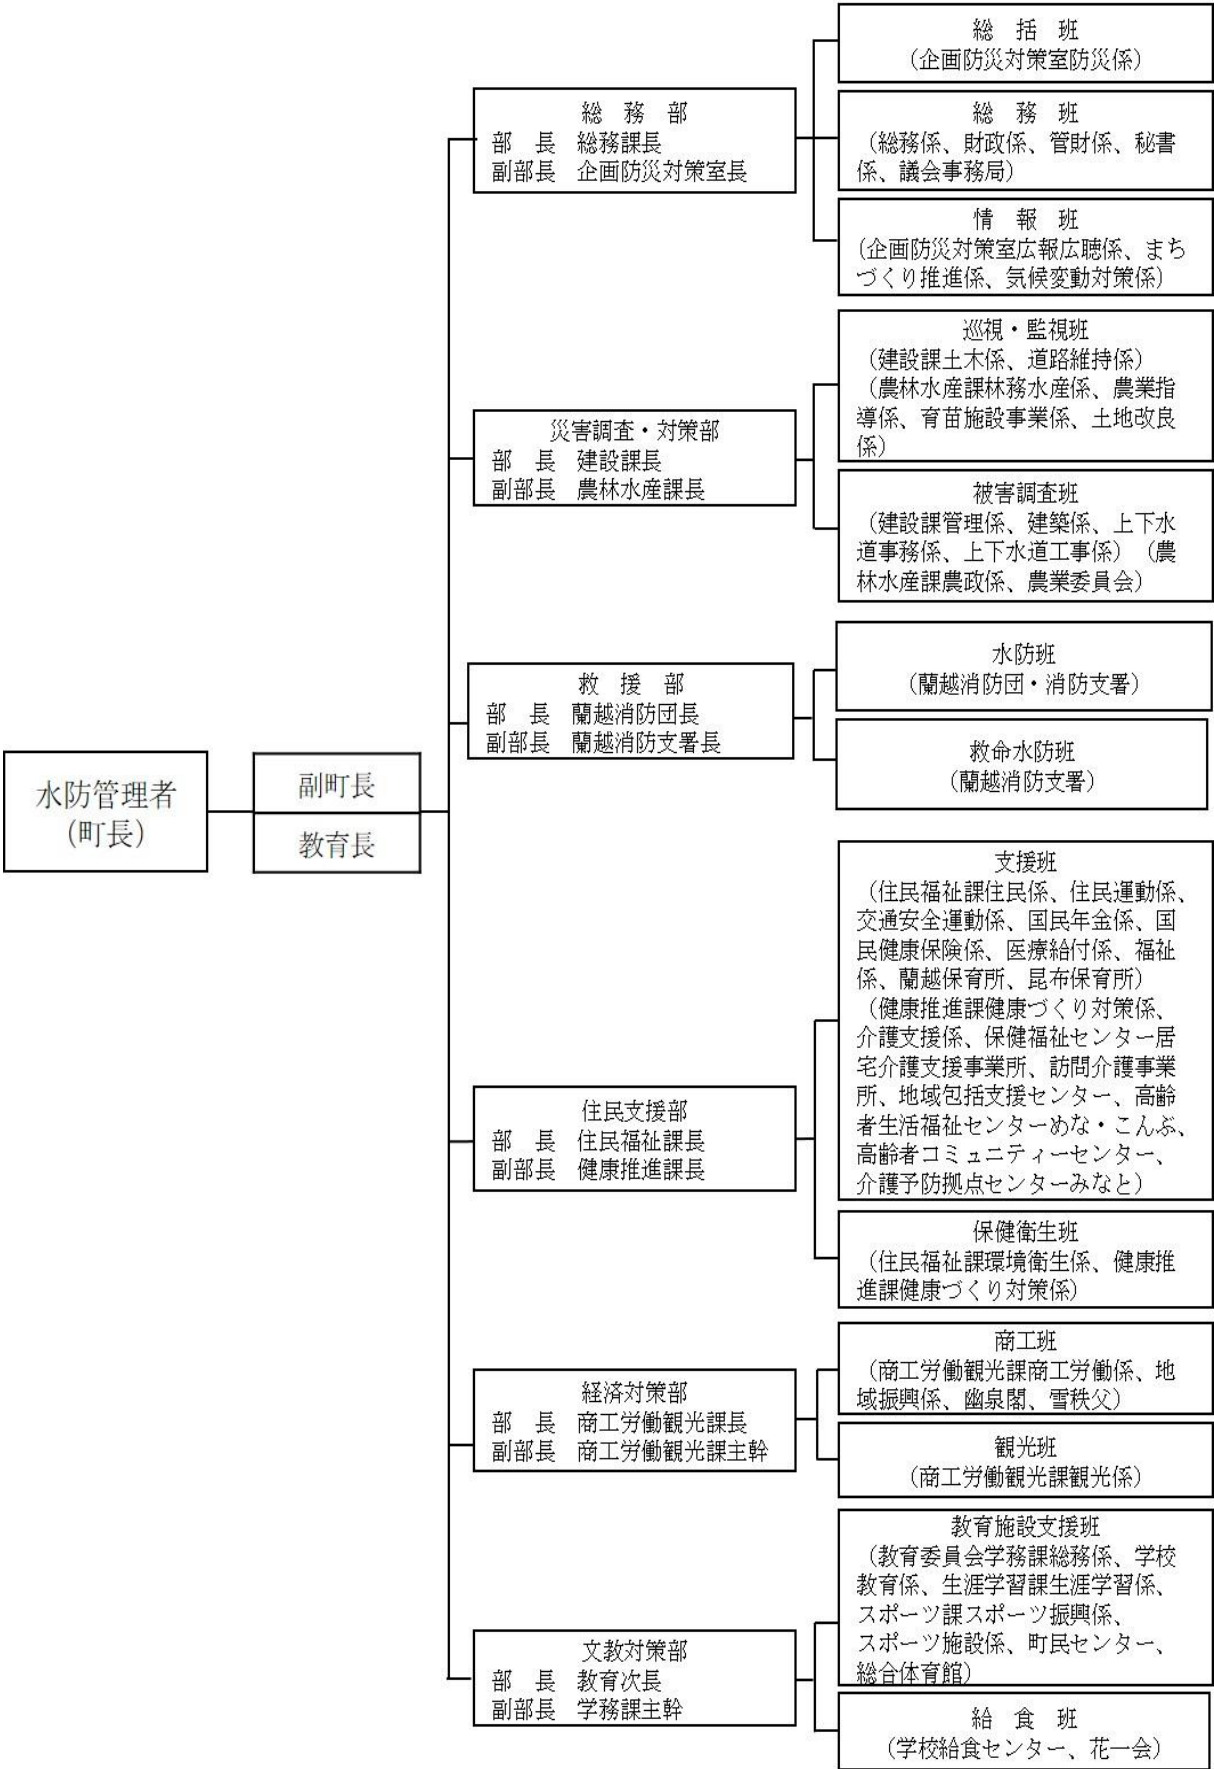 水防管理者
(町長)
副町長
教育長
総　務　部
部　長　総務課長
副部長　企画防災対策室長
総　括　班
(企画防災対策室防災係)
総　務　班
(総務係、財政係、管財係、秘書
係、議会事務局)
情　報　班
(企画防災対策室広報広聴係、まち
づくり推進係、気候変動対策係)
災害調査・対策部
部　長　建設課長
副部長　農林水産課長
巡視・監視班
(建設課土木係、道路維持係)
(農林水産課林務水産係、農業指
導係、育苗施設事業係、土地改良
係)
被害調査班
(建設課管理係、建築係、上下水
道事務係、上下水道工事係)　(農
林水産課農政係、農業委員会)
救　援　部
部　長　蘭越消防団長
副部長　蘭越消防支署長
水防班
(蘭越消防団・消防支署)
救命水防班
(蘭越消防支署)
住民支援部
部　長　住民福祉課長
副部長　健康推進課長
支援班
(住民福祉課住民係、住民運動係、
交通安全運動係、国民年金係、国
民健康保険係、医療給付係、福祉
係、蘭越保育所、昆布保育所)
(健康推進課健康づくり対策係、
介護支援係、保健福祉センター居
宅介護支援事業所、訪問介護事業
所、地域包括支援センター、高齢
者生活福祉センターめな・こんぶ、
高齢者コミュニティーセンター、
介護予防拠点センターみなと)
保健衛生班
(住民福祉課環境衛生係、健康推
進課健康づくり対策係)
経済対策部
部　長　商工労働観光課長
副部長　商工労働観光課主幹
商工班
(商工労働観光課商工労働係、地
域振興係、幽泉閣、雪秩父)
観光班
(商工労働観光課観光係)
文教対策部
部　長　教育次長
副部長　学務課主幹
教育施設支援班
(教育委員会学務課総務係、学校
教育係、生涯学習課生涯学習係、
スポーツ課スポーツ振興係、
スポーツ施設係、町民センター、
総合体育館)
給　食　班
(学校給食センター、花一会)